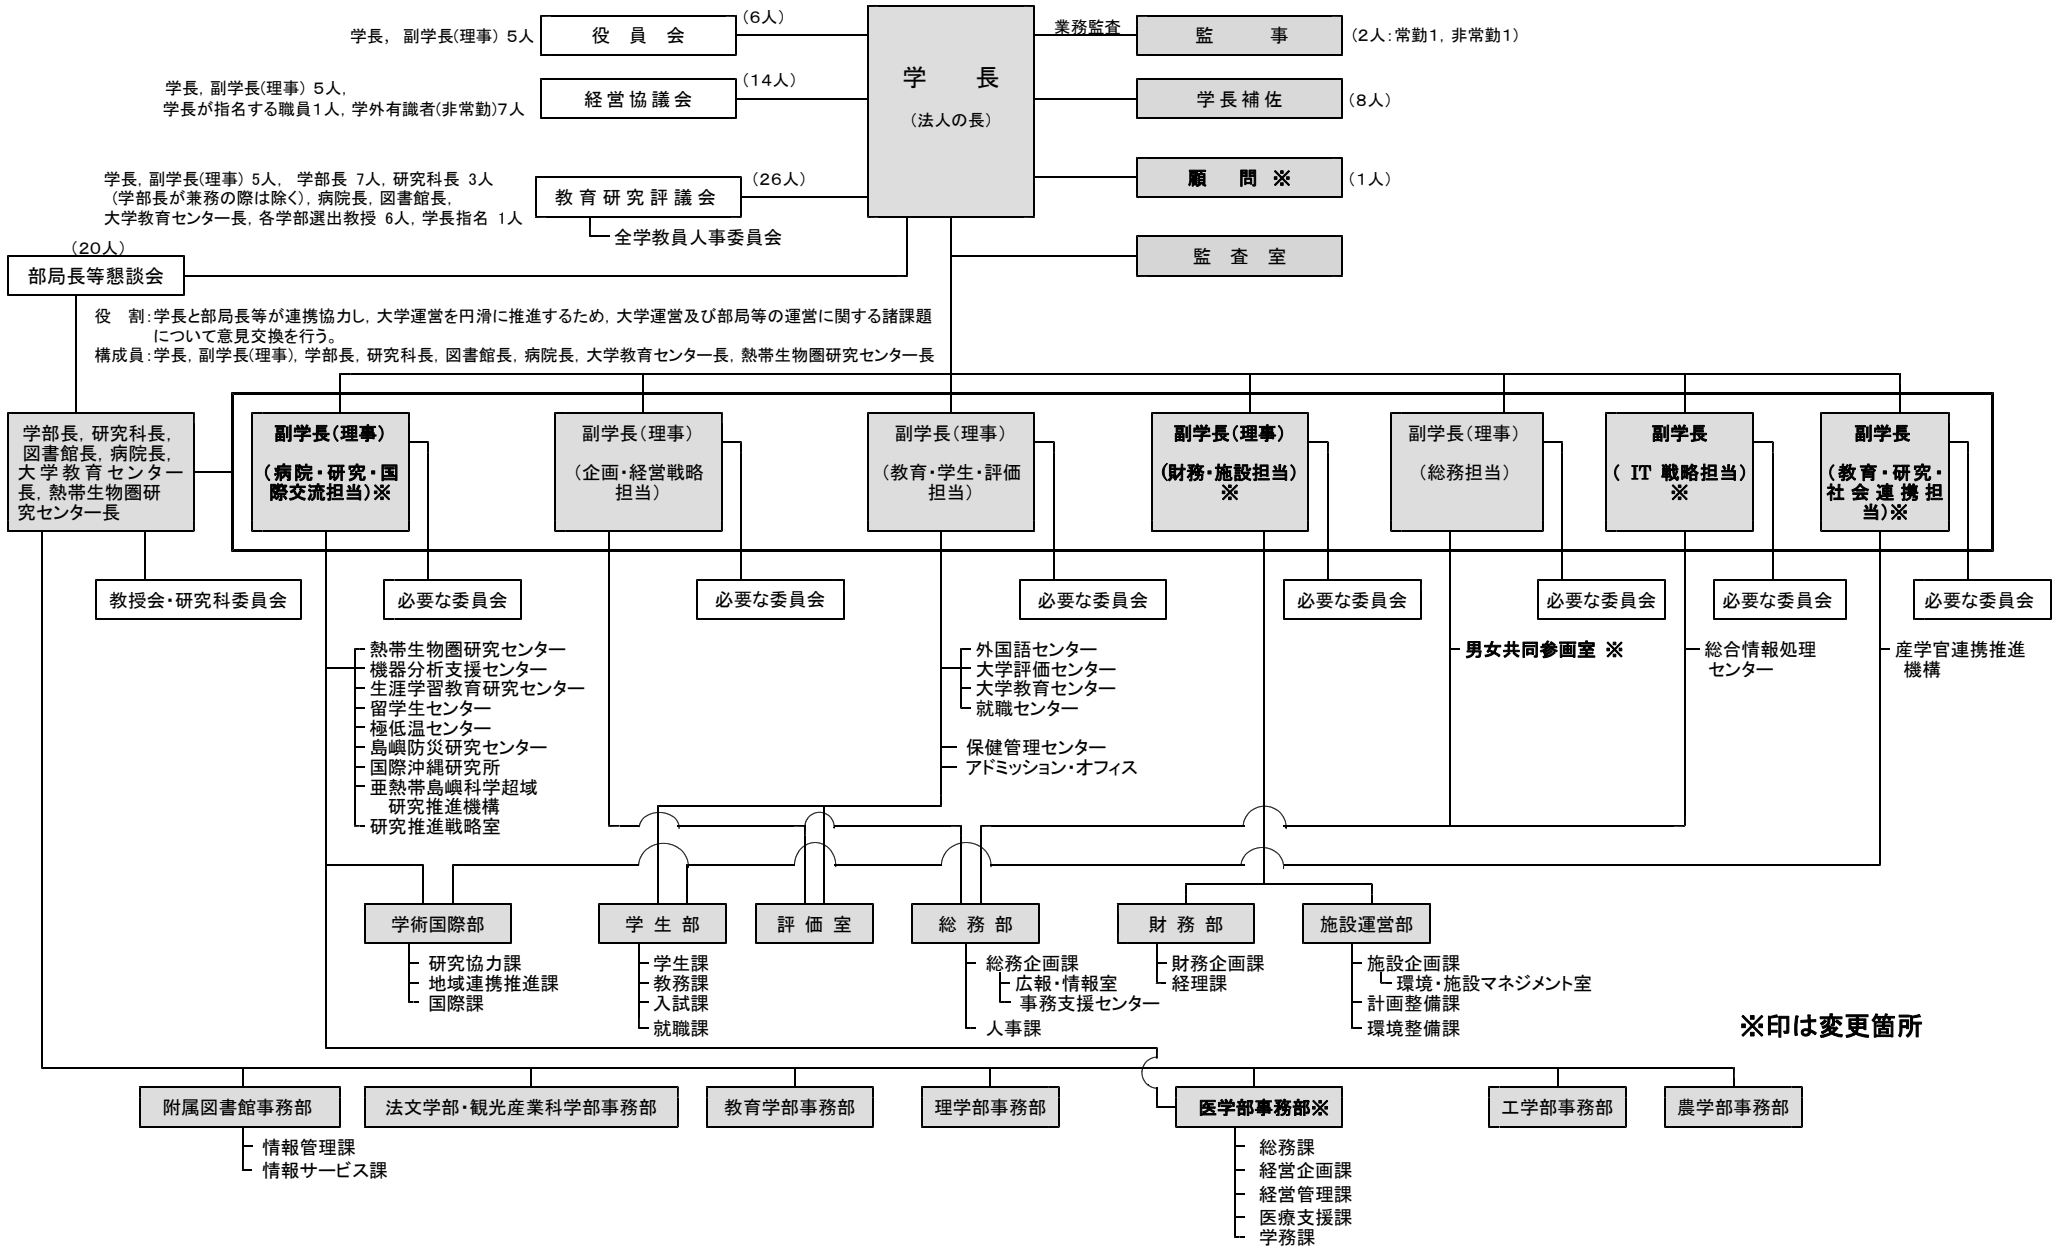 (6人)
学長, 副学長(理事) 5人
役 員 会
(14人)
学長, 副学長(理事) 5人,
学長が指名する職員1人, 学外有識者(非常勤)7人
経営協議会
学 長
(法人の長)
業務監査
監 事
(2人:常勤1, 非常勤1)
学長補佐
(8人)
顧 問 ※
(1人)
監 査 室
学長, 副学長(理事) 5人, 学部長 7人, 研究科長 3人
(学部長が兼務の際は除く), 病院長, 図書館長,
大学教育センター長, 各学部選出教授 6人, 学長指名 1人
教育研究評議会
(26人)
全学教員人事委員会
(20人)
部局長等懇談会
役 割:学長と部局長等が連携協力し, 大学運営を円滑に推進するため, 大学運営及び部局等の運営に関する諸課題
について意見交換を行う。
構成員:学長, 副学長(理事), 学部長, 研究科長, 図書館長, 病院長, 大学教育センター長, 熱帯生物圏研究センター長
学部長, 研究科長,
図書館長, 病院長,
大学教育センター
長, 熱帯生物圏研
究センター長
副学長(理事)
(病院・研究・国
際交流担当)※
副学長(理事)
(企画・経営戦略
担当)
副学長(理事)
(教育・学生・評価
担当)
副学長(理事)
(財務・施設担当)
※
副学長(理事)
(総務担当)
副学長
( IT 戦略担当)
※
副学長
(教育・研究・
社会連携担
当)※
教授会・研究科委員会
必要な委員会
必要な委員会
必要な委員会
必要な委員会
必要な委員会
必要な委員会
必要な委員会
熱帯生物圏研究センター
機器分析支援センター
生涯学習教育研究センター
留学生センター
極低温センター
島嶼防災研究センター
国際沖縄研究所
亜熱帯島嶼科学超域
研究推進機構
研究推進戦略室
外国語センター
大学評価センター
大学教育センター
就職センター
保健管理センター
アドミッション・オフィス
男女共同参画室 ※
総合情報処理
センター
産学官連携推進
機構
学術国際部
研究協力課
地域連携推進課
国際課
学 生 部
学生課
教務課
入試課
就職課
評 価 室
総 務 部
総務企画課
広報・情報室
事務支援センター
人事課
財 務 部
財務企画課
経理課
施設運営部
施設企画課
環境・施設マネジメント室
計画整備課
環境整備課
※印は変更箇所
附属図書館事務部
情報管理課
情報サービス課
法文学部・観光産業科学部事務部
教育学部事務部
理学部事務部
医学部事務部※
総務課
経営企画課
経営管理課
医療支援課
学務課
工学部事務部
農学部事務部